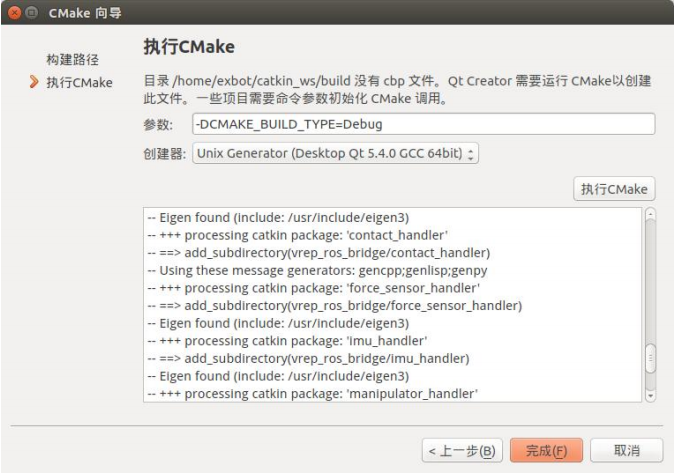 CMake 向导
构建路径
执行CMake
执行CMake
目录 /home/exbot/catkin_ws/build 没有 cbp 文件。Qt Creator 需要运行 CMake以创建
此文件。一些项目需要命令参数初始化 CMake 调用。
参数: -DCMAKE_BUILD_TYPE=Debug
创建器: Unix Generator (Desktop Qt 5.4.0 GCC 64bit)
执行CMake
-- Eigen found (include: /usr/include/eigen3)
-- +++ processing catkin package: 'contact_handler'
-- ==> add_subdirectory(vrep_ros_bridge/contact_handler)
-- Using these message generators: gencpp;genlisp;genpy
-- +++ processing catkin package: 'force_sensor_handler'
-- ==> add_subdirectory(vrep_ros_bridge/force_sensor_handler)
-- Eigen found (include: /usr/include/eigen3)
-- +++ processing catkin package: 'imu_handler'
-- ==> add_subdirectory(vrep_ros_bridge/imu_handler)
-- Eigen found (include: /usr/include/eigen3)
-- +++ processing catkin package: 'manipulator_handler'
< 上一步(B) 完成(F) 取消